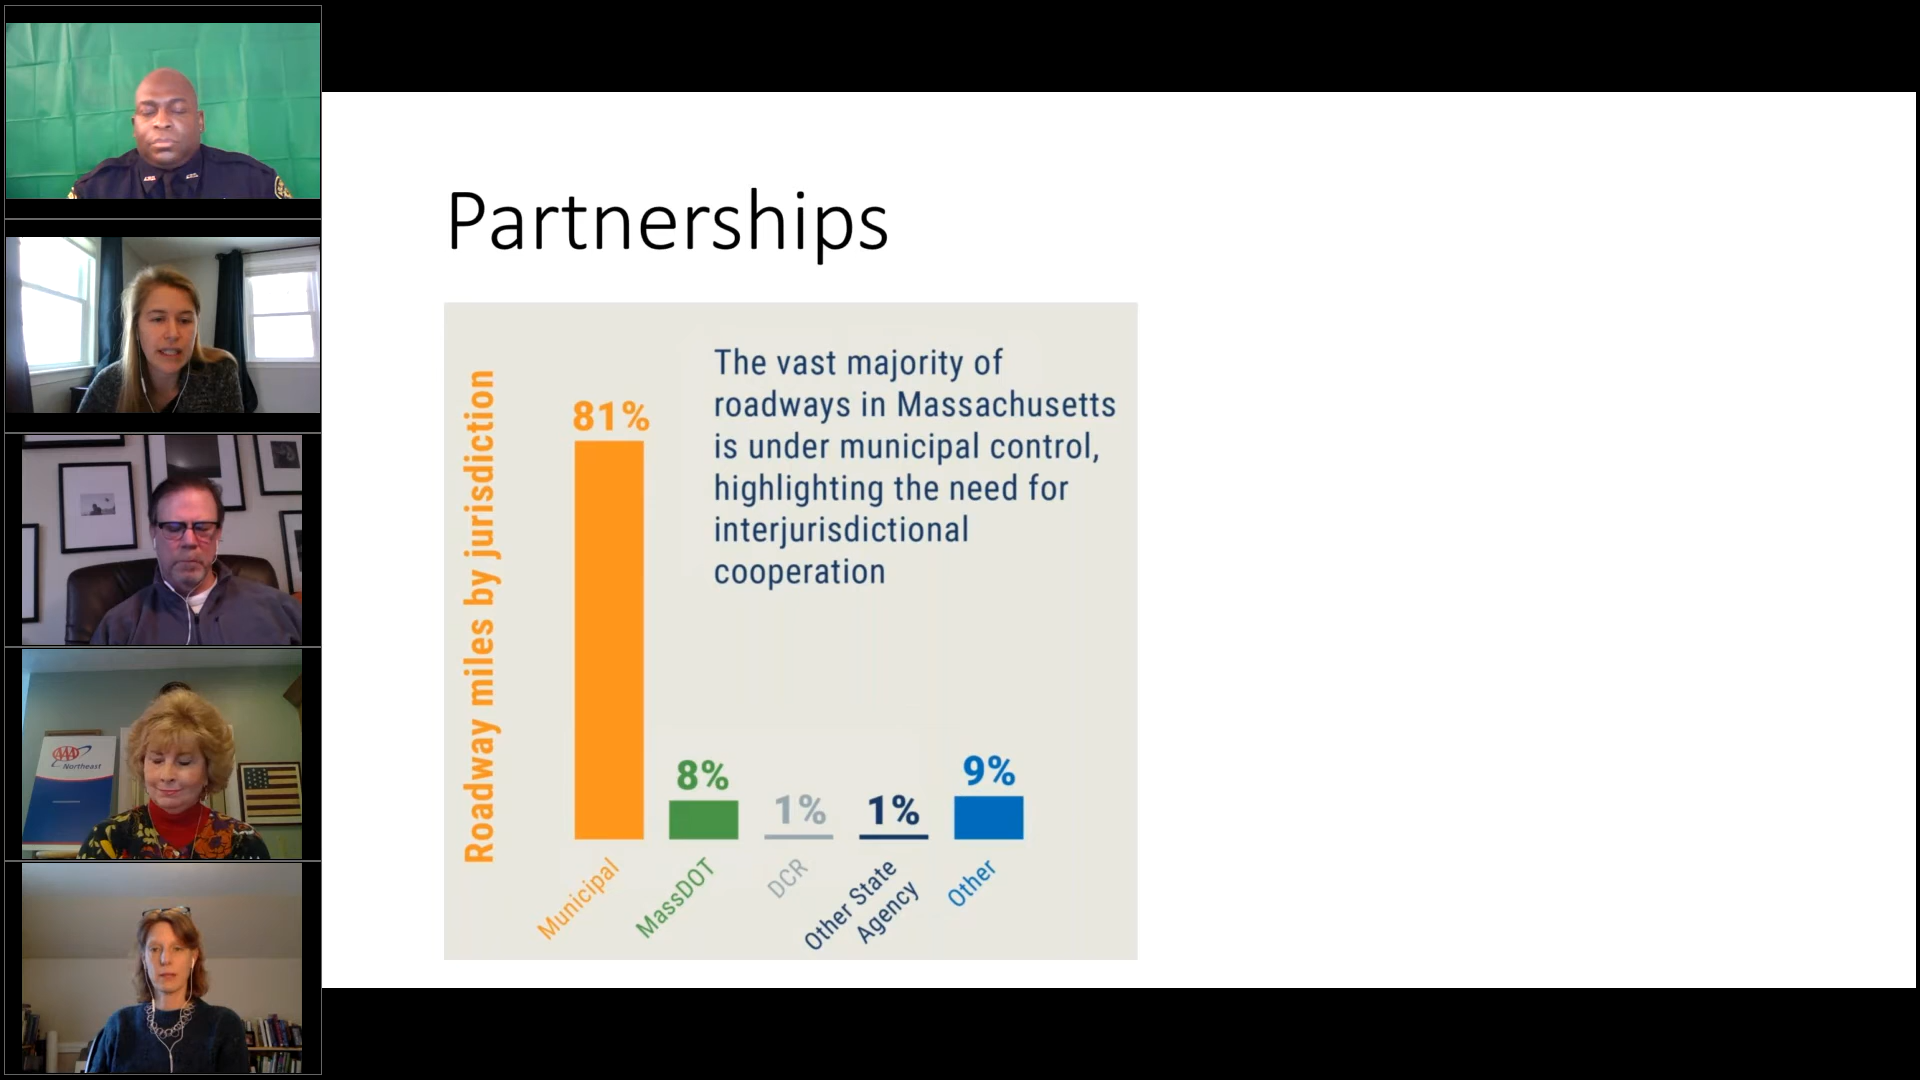 Partnerships
Roadway miles by jurisdiction
The vast majority of
roadways in Massachusetts
is under municipal control,
highlighting the need for
interjurisdictional
cooperation
81%
8%
1%
1%
9%
Municipal
MassDOT
DCR
Other State
Agency
Other
AAA
Northeast